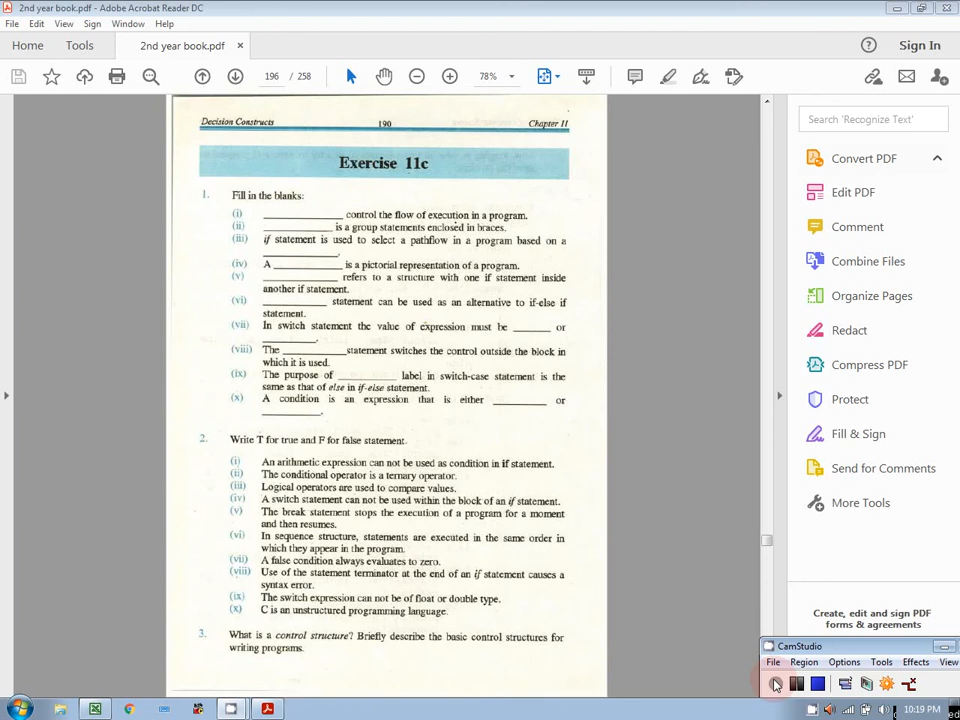 2nd year book.pdf - Adobe Acrobat Reader DC
File Edit View Sign Window Help
Home Tools 2nd year book.pdf × Sign In
196 / 258 78%
Decision Constructs 190 Chapter 11
Exercise 11c
1. Fill in the blanks:
(i) ____________ control the flow of execution in a program.
(ii) ____________ is a group statements enclosed in braces.
(iii) if statement is used to select a pathflow in a program based on a
____________.
(iv) A ____________ is a pictorial representation of a program.
(v) ____________ refers to a structure with one if statement inside
another if statement.
(vi) ____________ statement can be used as an alternative to if-else if
statement.
(vii) In switch statement the value of expression must be ______ or
________.
(viii) The __________statement switches the control outside the block in
which it is used.
(ix) The purpose of __________ label in switch-case statement is the
same as that of else in if-else statement.
(x) A condition is an expression that is either ________ or
_________.
2. Write T for true and F for false statement.
(i) An arithmetic expression can not be used as condition in if statement.
(ii) The conditional operator is a ternary operator.
(iii) Logical operators are used to compare values.
(iv) A switch statement can not be used within the block of an if statement.
(v) The break statement stops the execution of a program for a moment
and then resumes.
(vi) In sequence structure, statements are executed in the same order in
which they appear in the program.
(vii) A false condition always evaluates to zero.
(viii) Use of the statement terminator at the end of an if statement causes a
syntax error.
(ix) The switch expression can not be of float or double type.
(x) C is an unstructured programming language.
3. What is a control structure? Briefly describe the basic control structures for
writing programs.
Search 'Recognize Text'
Convert PDF
Edit PDF
Comment
Combine Files
Organize Pages
Redact
Compress PDF
Protect
Fill & Sign
Send for Comments
More Tools
Create, edit and sign PDF
forms & agreements
CamStudio
File Region Options Tools Effects View
10:19 PM